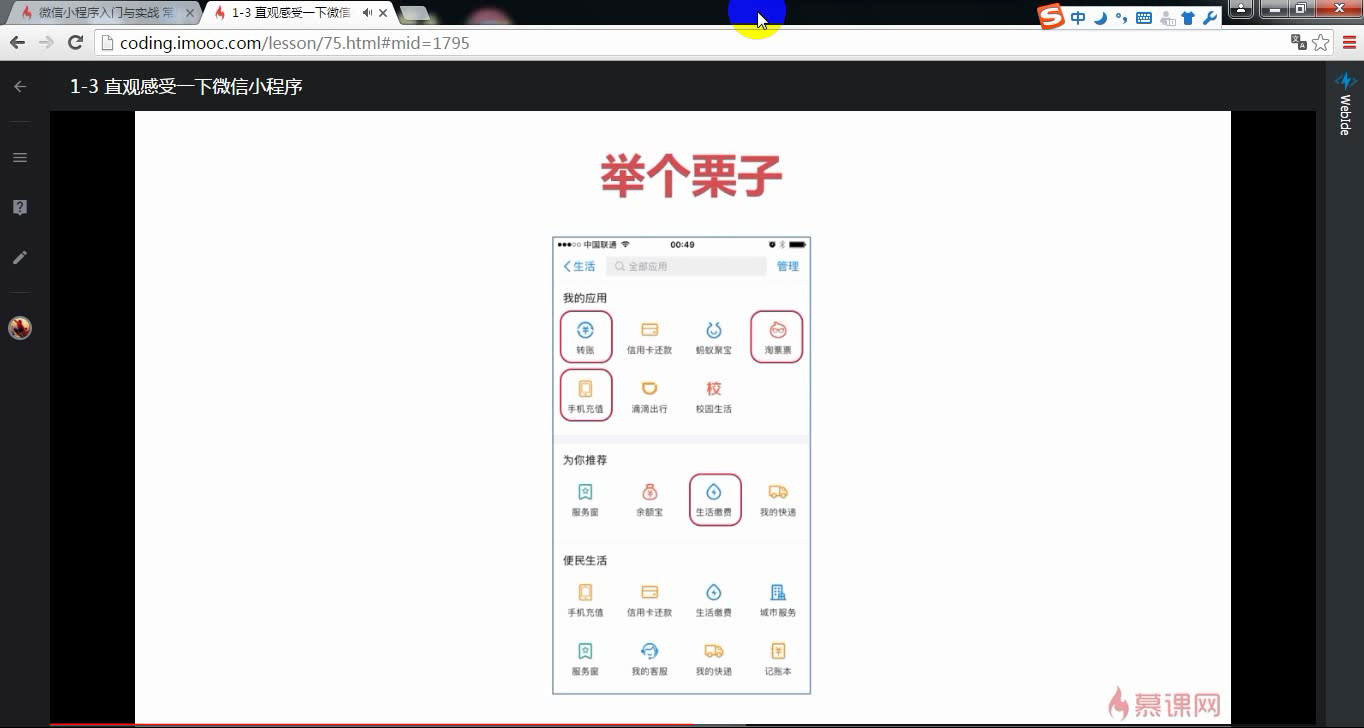 微信小程序入门与实战 常
1-3 直观感受一下微信
中
coding.imooc.com/lesson/75.html#mid=1795
1-3 直观感受一下微信小程序
WebIde
举个栗子
中国联通 00:49
生活 全部应用 管理
我的应用
转账 信用卡还款 蚂蚁聚宝 淘票票
手机充值 滴滴出行 校园生活
校
为你推荐
服务窗 余额宝 生活缴费 我的快递
便民生活
手机充值 信用卡还款 生活缴费 城市服务
服务窗 我的客服 我的快递 记账本
慕课网